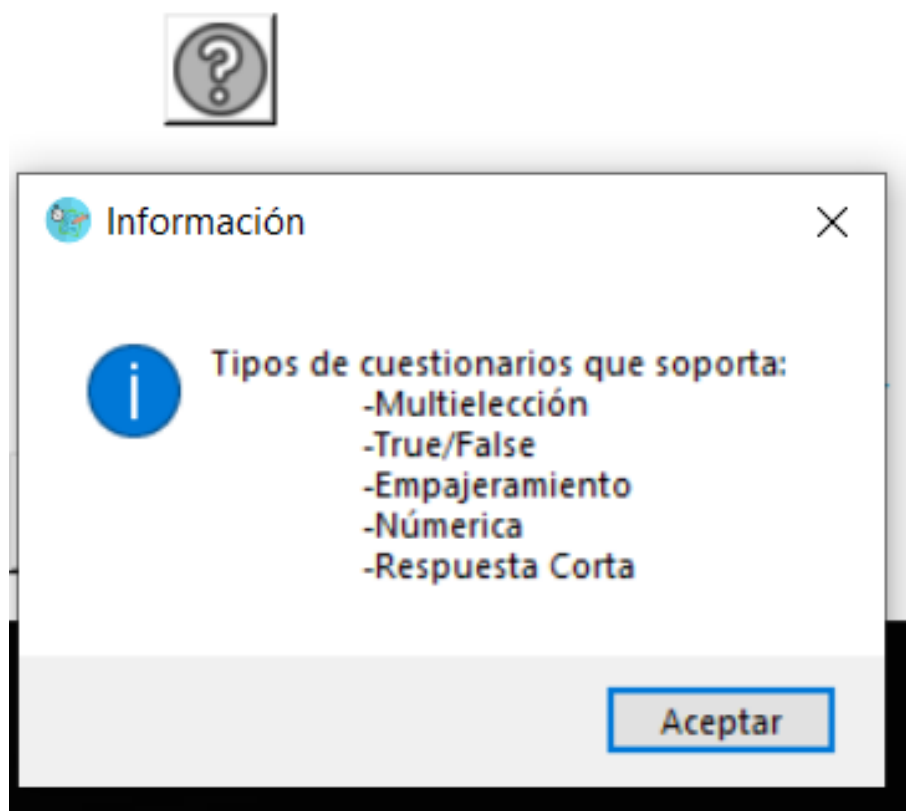 Información
Tipos de cuestionarios que soporta:
-Multielección
-True/False
-Empajeramiento
-Númerica
-Respuesta Corta
Aceptar